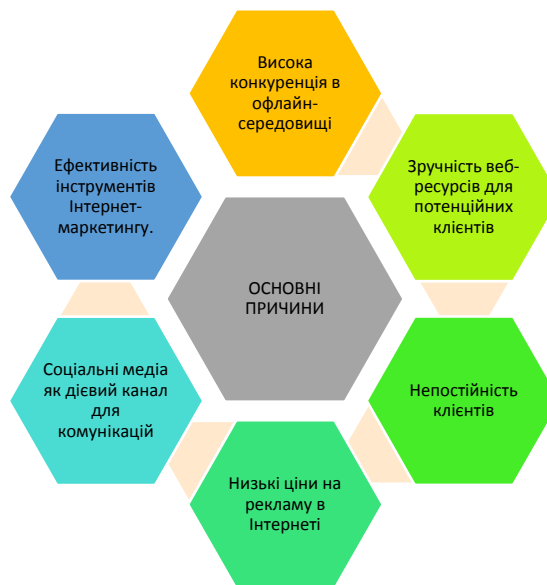 Висока
конкуренція в
офлайн-
середовищі
Зручність веб-
ресурсів для
потенційних
клієнтів
Непостійність
клієнтів
Низькі ціни на
рекламу в
Інтернеті
Соціальні медіа
як дієвий канал
для
комунікацій
Ефективність
інструментів
Інтернет-
маркетингу.
ОСНОВНІ
ПРИЧИНИ